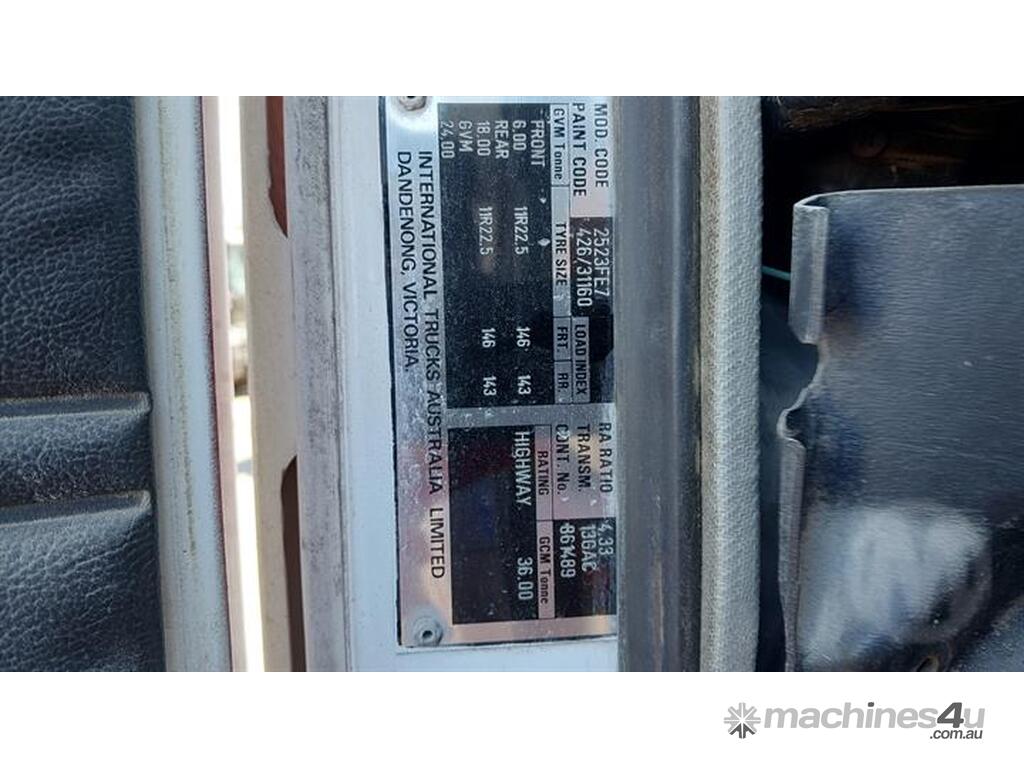 MOD. CODE 2523FE7 RA RATIO 4.33
PAINT CODE 426/31160 LOAD INDEX TRANSM. 13GAC
GVM Tonne TYRE SIZE FRT. RR. CONT. No. 861489
FRONT RATING GCM Tonne
6.00 11R22.5 146 143 HIGHWAY 36.00
REAR
18.00 11R22.5 146 143
GVM
24.00
INTERNATIONAL TRUCKS AUSTRALIA LIMITED
DANDENONG, VICTORIA.
machines4u
.com.au